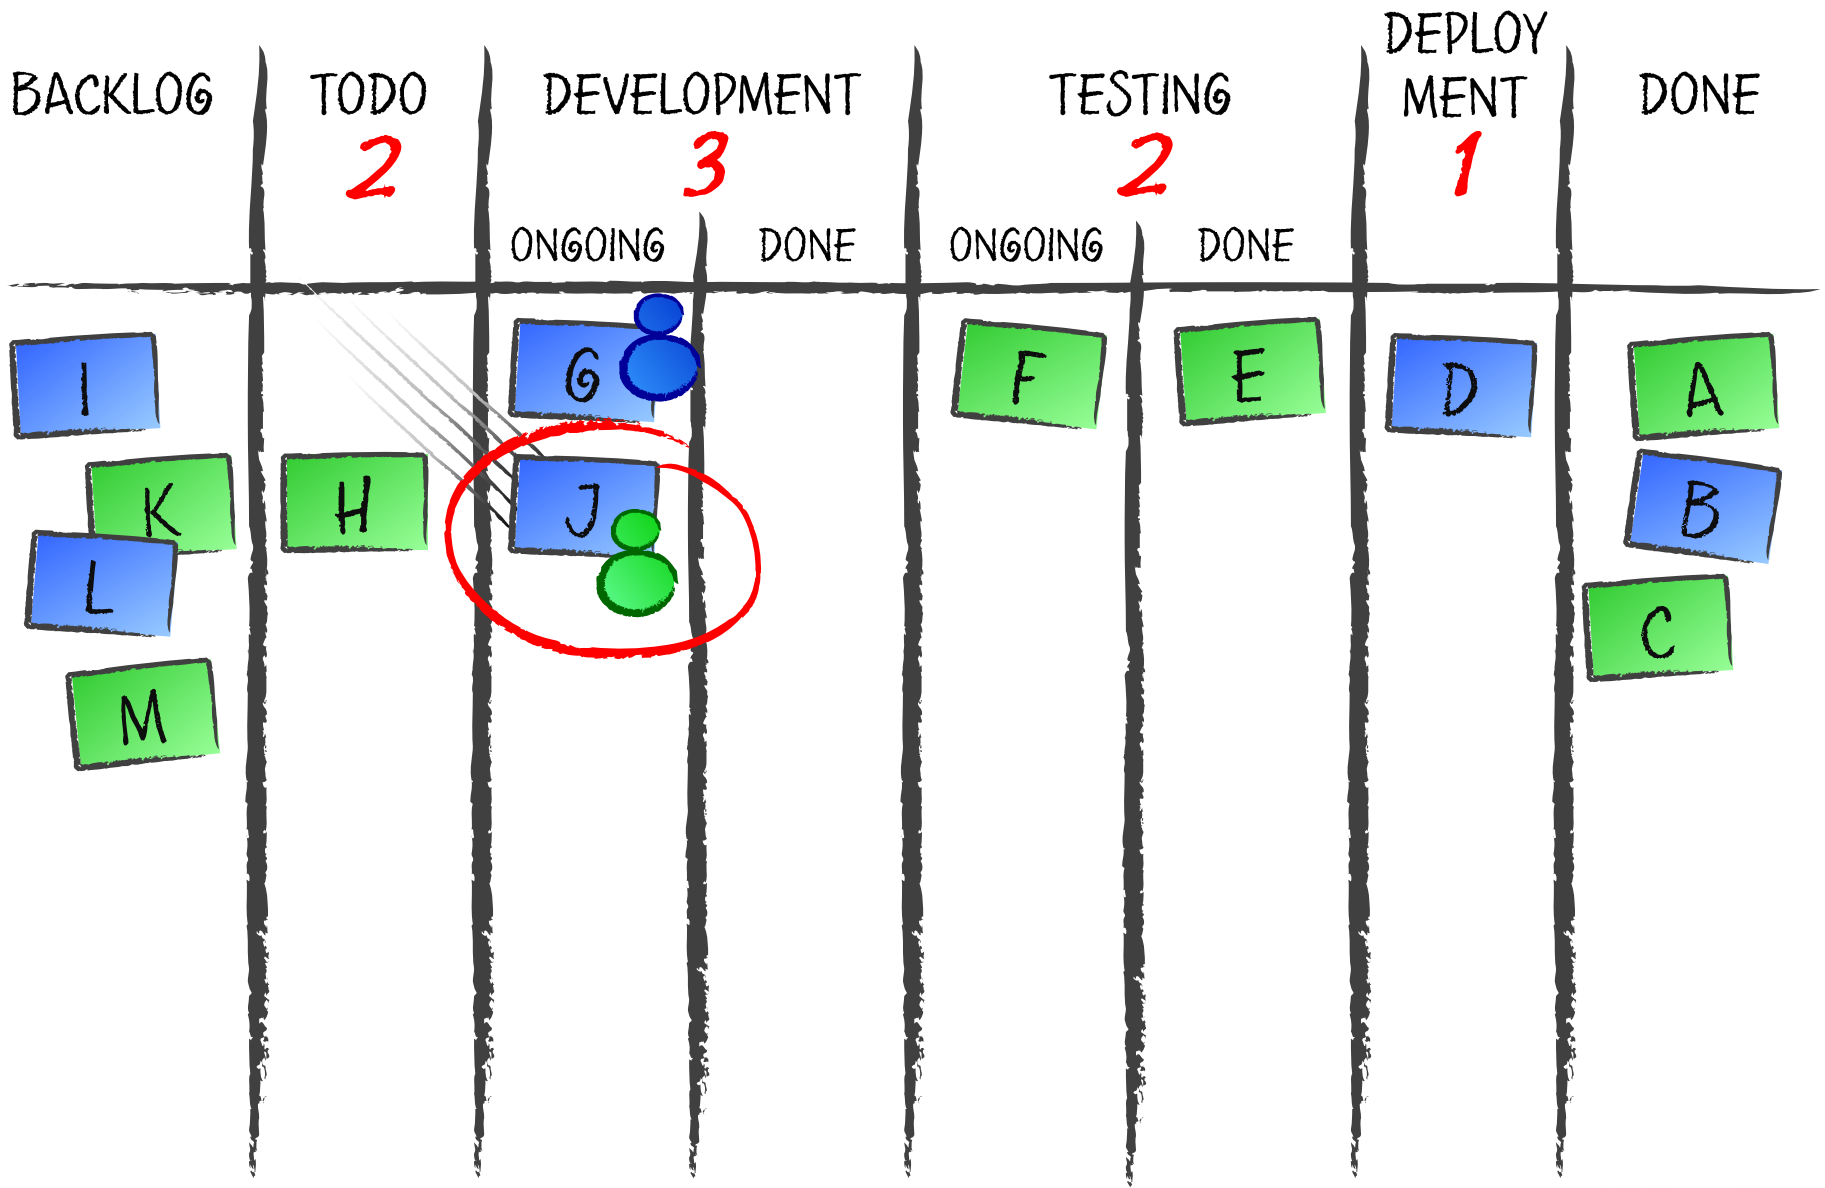 BACKLOG
TODO
2
DEVELOPMENT
3
ONGOING
DONE
TESTING
2
ONGOING
DONE
DEPLOY
MENT
1
DONE
I
K
L
M
H
G
J
F
E
D
A
B
C